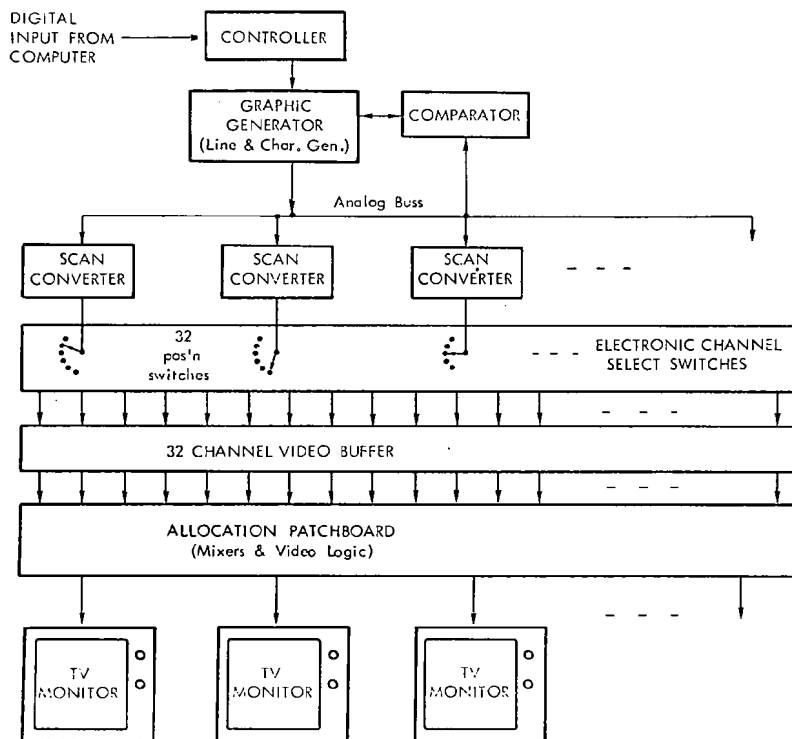 DIGITAL
INPUT FROM
COMPUTER
CONTROLLER
GRAPHIC
GENERATOR
(Line & Char. Gen.)
COMPARATOR
Analog Buss
SCAN
CONVERTER
SCAN
CONVERTER
SCAN
CONVERTER
32
pos'n
switches
ELECTRONIC CHANNEL
SELECT SWITCHES
32 CHANNEL VIDEO BUFFER
ALLOCATION PATCHBOARD
(Mixers & Video Logic)
TV
MONITOR
TV
MONITOR
TV
MONITOR